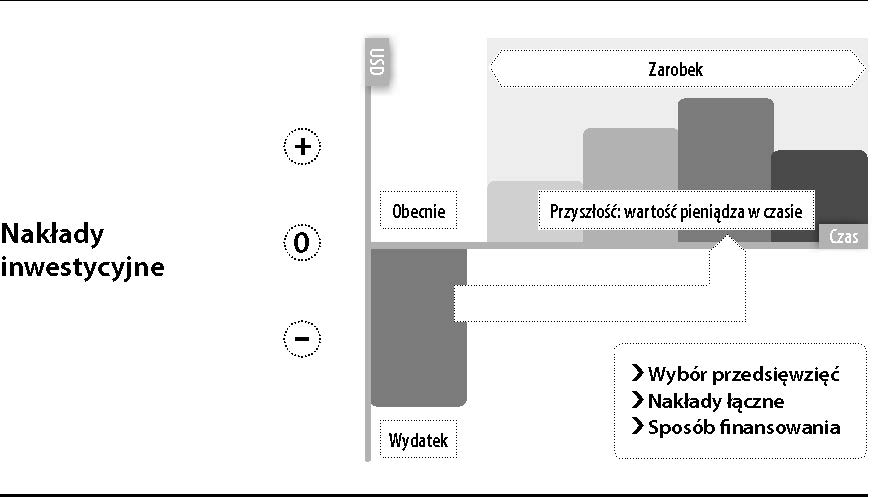 USD
Zarobek
+
Obecnie
Przyszłość: wartość pieniądza w czasie
Nakłady
inwestycyjne
0
Czas
−
Wydatek
❯ Wybór przedsięwzięć
❯ Nakłady łączne
❯ Sposób finansowania